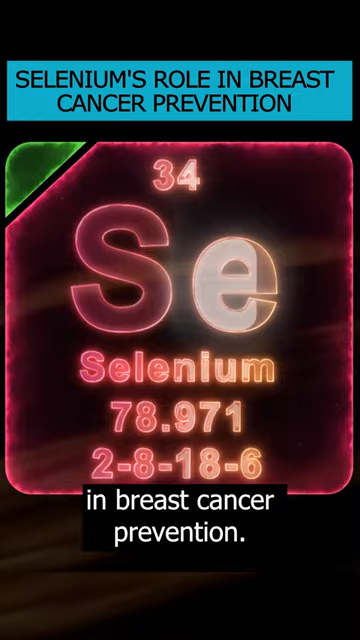 SELENIUM'S ROLE IN BREAST
CANCER PREVENTION
34
Se
Selenium
78.971
2-8-18-6
in breast cancer
prevention.